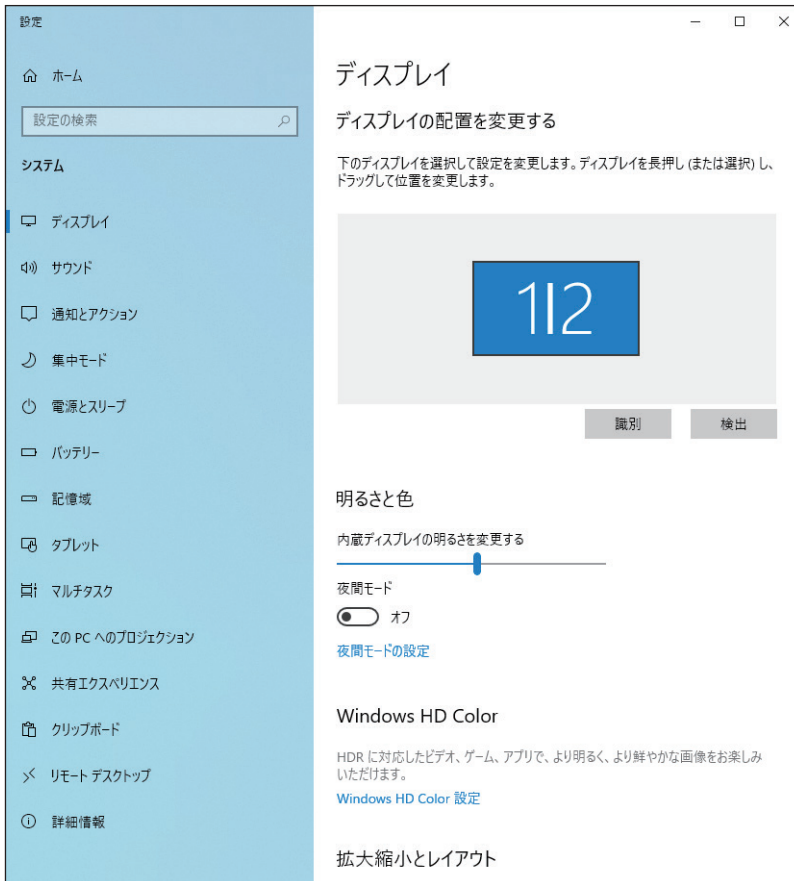 設定
ホーム
設定の検索
システム
ディスプレイ
サウンド
通知とアクション
集中モード
電源とスリープ
バッテリー
記憶域
タブレット
マルチタスク
この PC へのプロジェクション
共有エクスペリエンス
クリップボード
リモート デスクトップ
詳細情報
ディスプレイ
ディスプレイの配置を変更する
下のディスプレイを選択して設定を変更します。ディスプレイを長押し (または選択) し、
ドラッグして位置を変更します。
1|2
識別
検出
明るさと色
内蔵ディスプレイの明るさを変更する
夜間モード
オフ
夜間モードの設定
Windows HD Color
HDR に対応したビデオ、ゲーム、アプリで、より明るく、より鮮やかな画像をお楽しみ
いただけます。
Windows HD Color 設定
拡大縮小とレイアウト